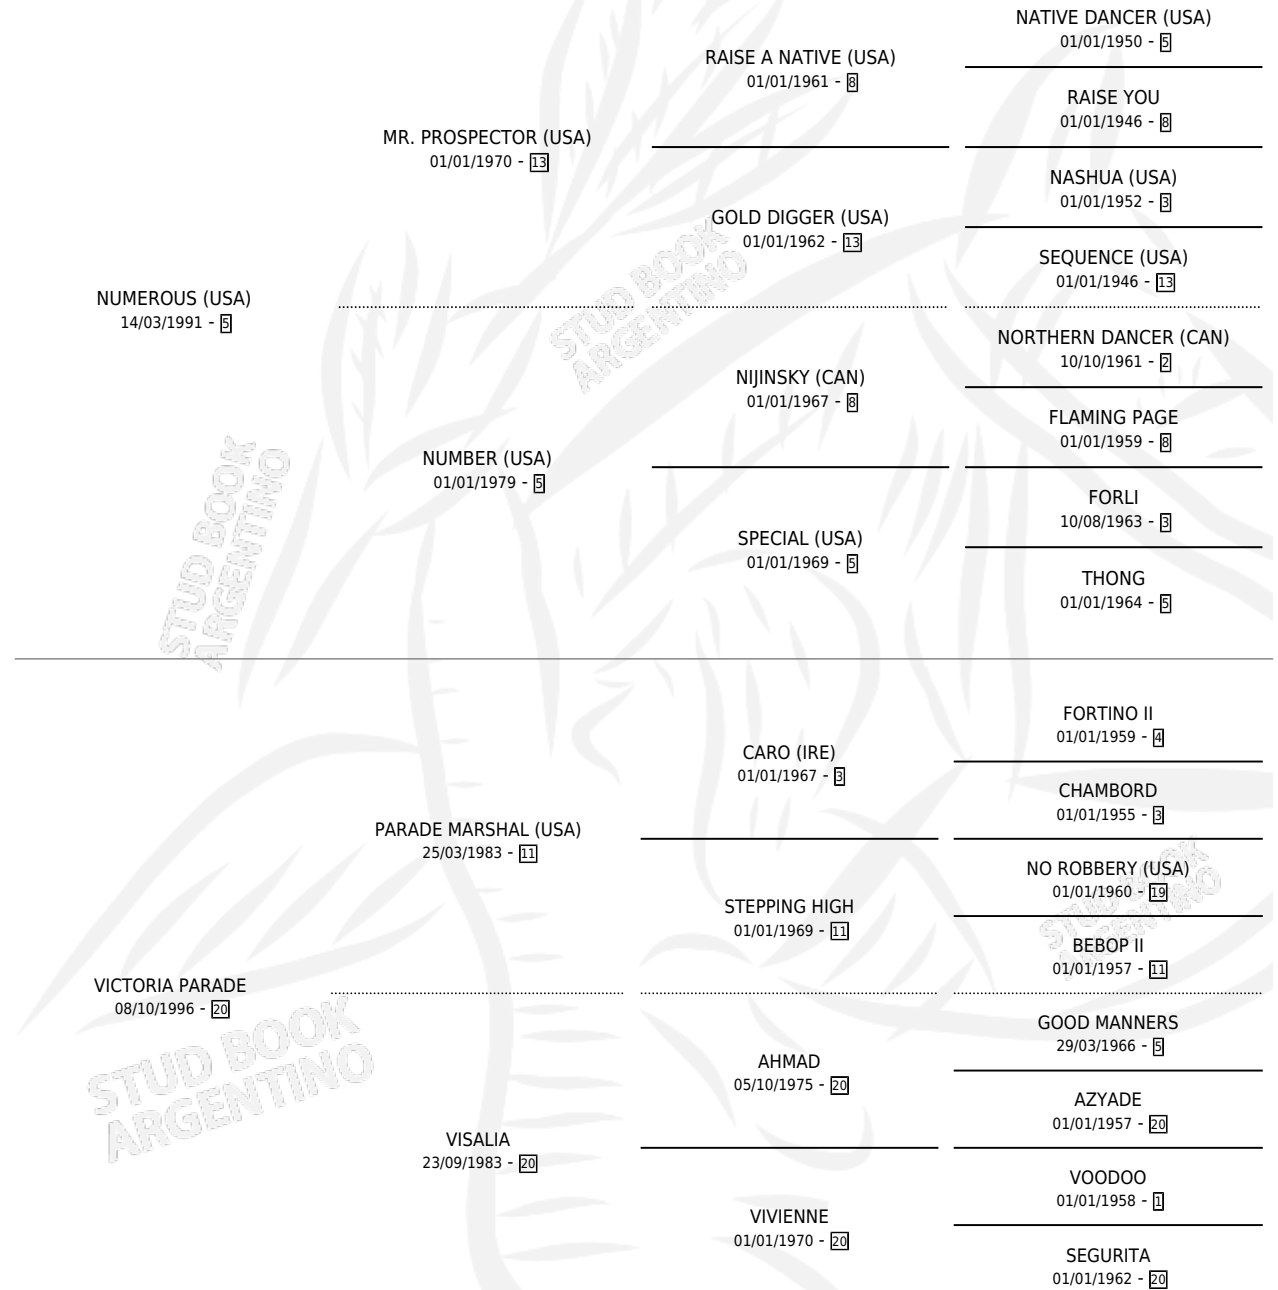 NATIVE DANCER (USA)
01/01/1950 - 5
RAISE A NATIVE (USA)
01/01/1961 - 8
RAISE YOU
01/01/1946 - 8
MR. PROSPECTOR (USA)
01/01/1970 - 13
NASHUA (USA)
01/01/1952 - 3
GOLD DIGGER (USA)
01/01/1962 - 13
SEQUENCE (USA)
01/01/1946 - 13
NUMEROUS (USA)
14/03/1991 - 5
STUD BOOK
ARGENTINO
NORTHERN DANCER (CAN)
10/10/1961 - 2
NIJINSKY (CAN)
01/01/1967 - 8
FLAMING PAGE
01/01/1959 - 8
NUMBER (USA)
01/01/1979 - 5
FORLI
10/08/1963 - 3
SPECIAL (USA)
01/01/1969 - 5
THONG
01/01/1964 - 5
STUD BOOK
ARGENTINO
FORTINO II
01/01/1959 - 4
CARO (IRE)
01/01/1967 - 3
CHAMBORD
01/01/1955 - 3
PARADE MARSHAL (USA)
25/03/1983 - 11
NO ROBBERY (USA)
01/01/1960 - 19
STUD BOOK
ARGENTINO
STEPPING HIGH
01/01/1969 - 11
BEBOP II
01/01/1957 - 11
VICTORIA PARADE
08/10/1996 - 20
STUD BOOK
ARGENTINO
GOOD MANNERS
29/03/1966 - 5
AHMAD
05/10/1975 - 20
AZYADE
01/01/1957 - 20
VISALIA
23/09/1983 - 20
VOODOO
01/01/1958 - 1
VIVIENNE
01/01/1970 - 20
SEGURITA
01/01/1962 - 20